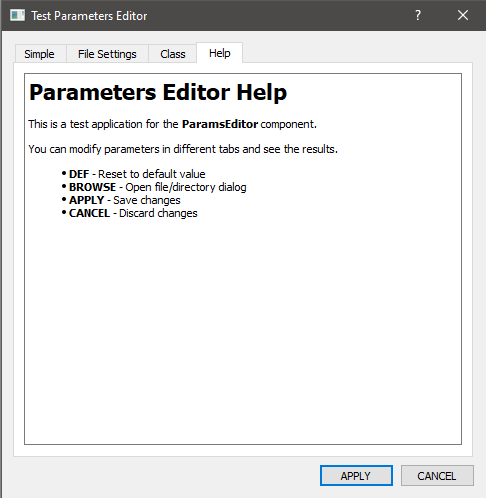 Test Parameters Editor
?
Simple
File Settings
Class
Help
Parameters Editor Help
This is a test application for the ParamsEditor component.
You can modify parameters in different tabs and see the results.
• DEF - Reset to default value
• BROWSE - Open file/directory dialog
• APPLY - Save changes
• CANCEL - Discard changes
APPLY
CANCEL